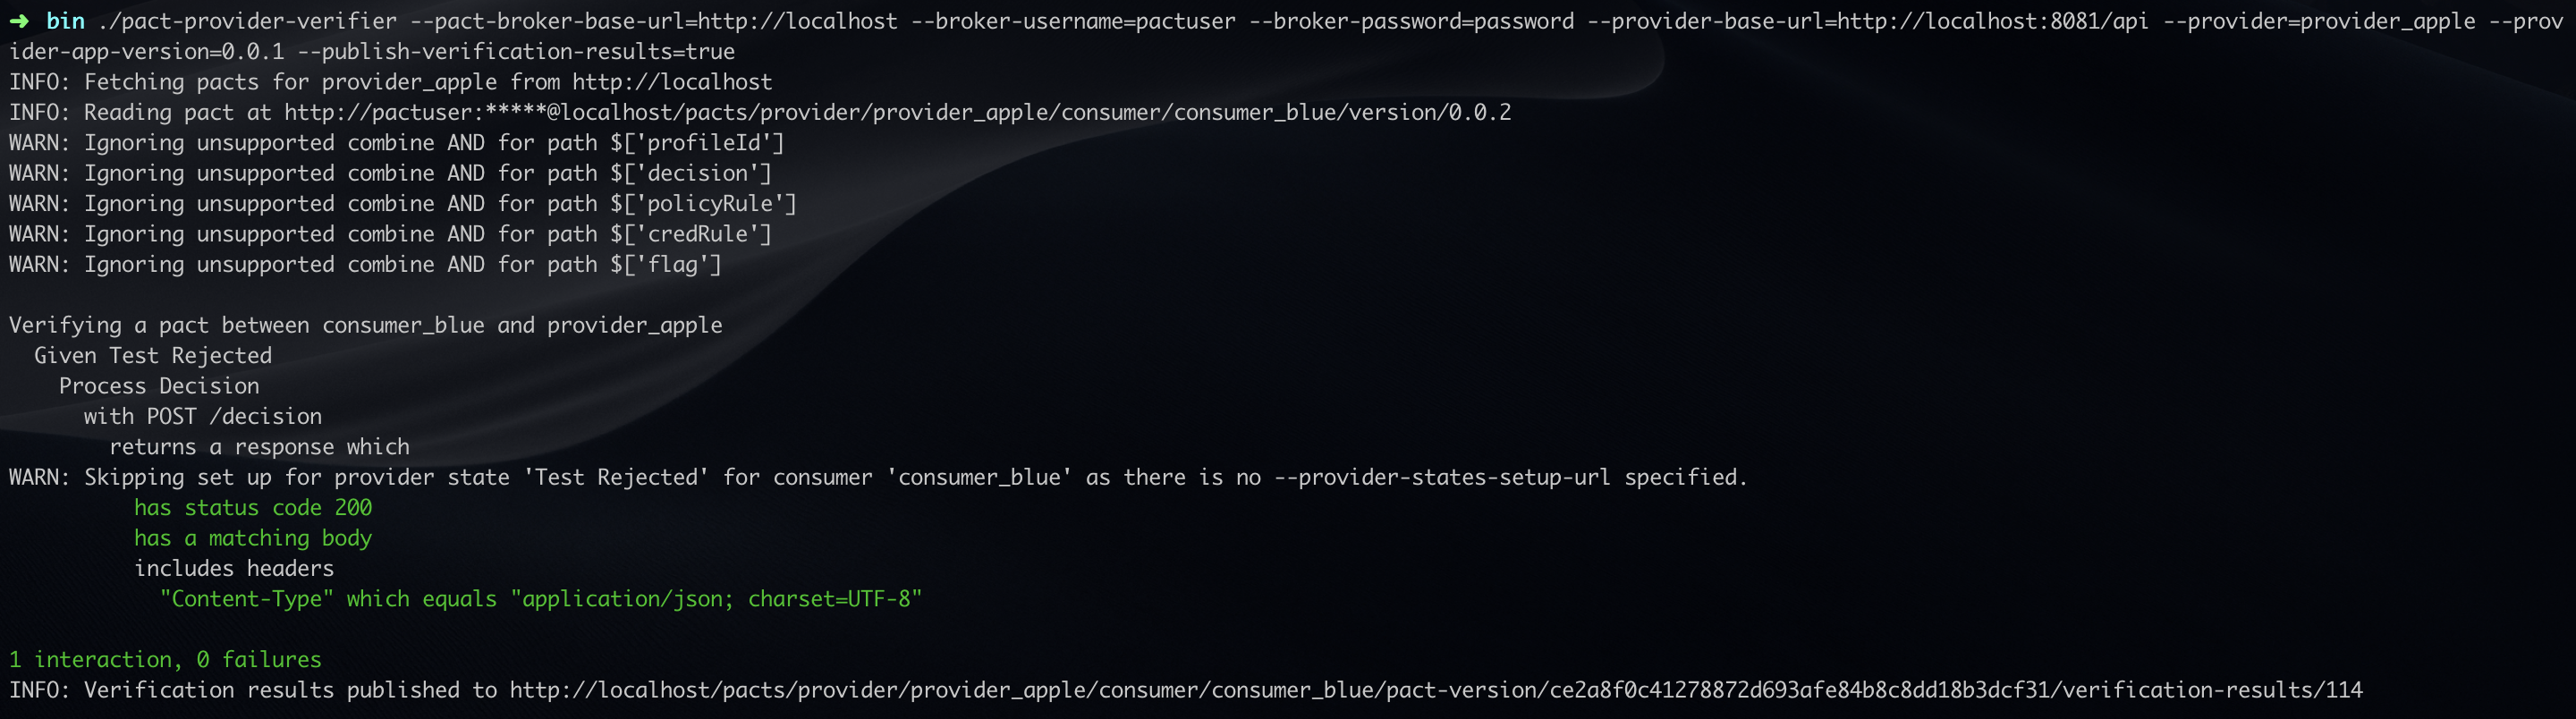 ➜ bin ./pact-provider-verifier --pact-broker-base-url=http://localhost --broker-username=pactuser --broker-password=password --provider-base-url=http://localhost:8081/api --provider=provider_apple --prov
ider-app-version=0.0.1 --publish-verification-results=true
INFO: Fetching pacts for provider_apple from http://localhost
INFO: Reading pact at http://pactuser:*****@localhost/pacts/provider/provider_apple/consumer/consumer_blue/version/0.0.2
WARN: Ignoring unsupported combine AND for path $['profileId']
WARN: Ignoring unsupported combine AND for path $['decision']
WARN: Ignoring unsupported combine AND for path $['policyRule']
WARN: Ignoring unsupported combine AND for path $['credRule']
WARN: Ignoring unsupported combine AND for path $['flag']
Verifying a pact between consumer_blue and provider_apple
Given Test Rejected
Process Decision
with POST /decision
returns a response which
WARN: Skipping set up for provider state 'Test Rejected' for consumer 'consumer_blue' as there is no --provider-states-setup-url specified.
has status code 200
has a matching body
includes headers
"Content-Type" which equals "application/json; charset=UTF-8"
1 interaction, 0 failures
INFO: Verification results published to http://localhost/pacts/provider/provider_apple/consumer/consumer_blue/pact-version/ce2a8f0c41278872d693afe84b8c8dd18b3dcf31/verification-results/114